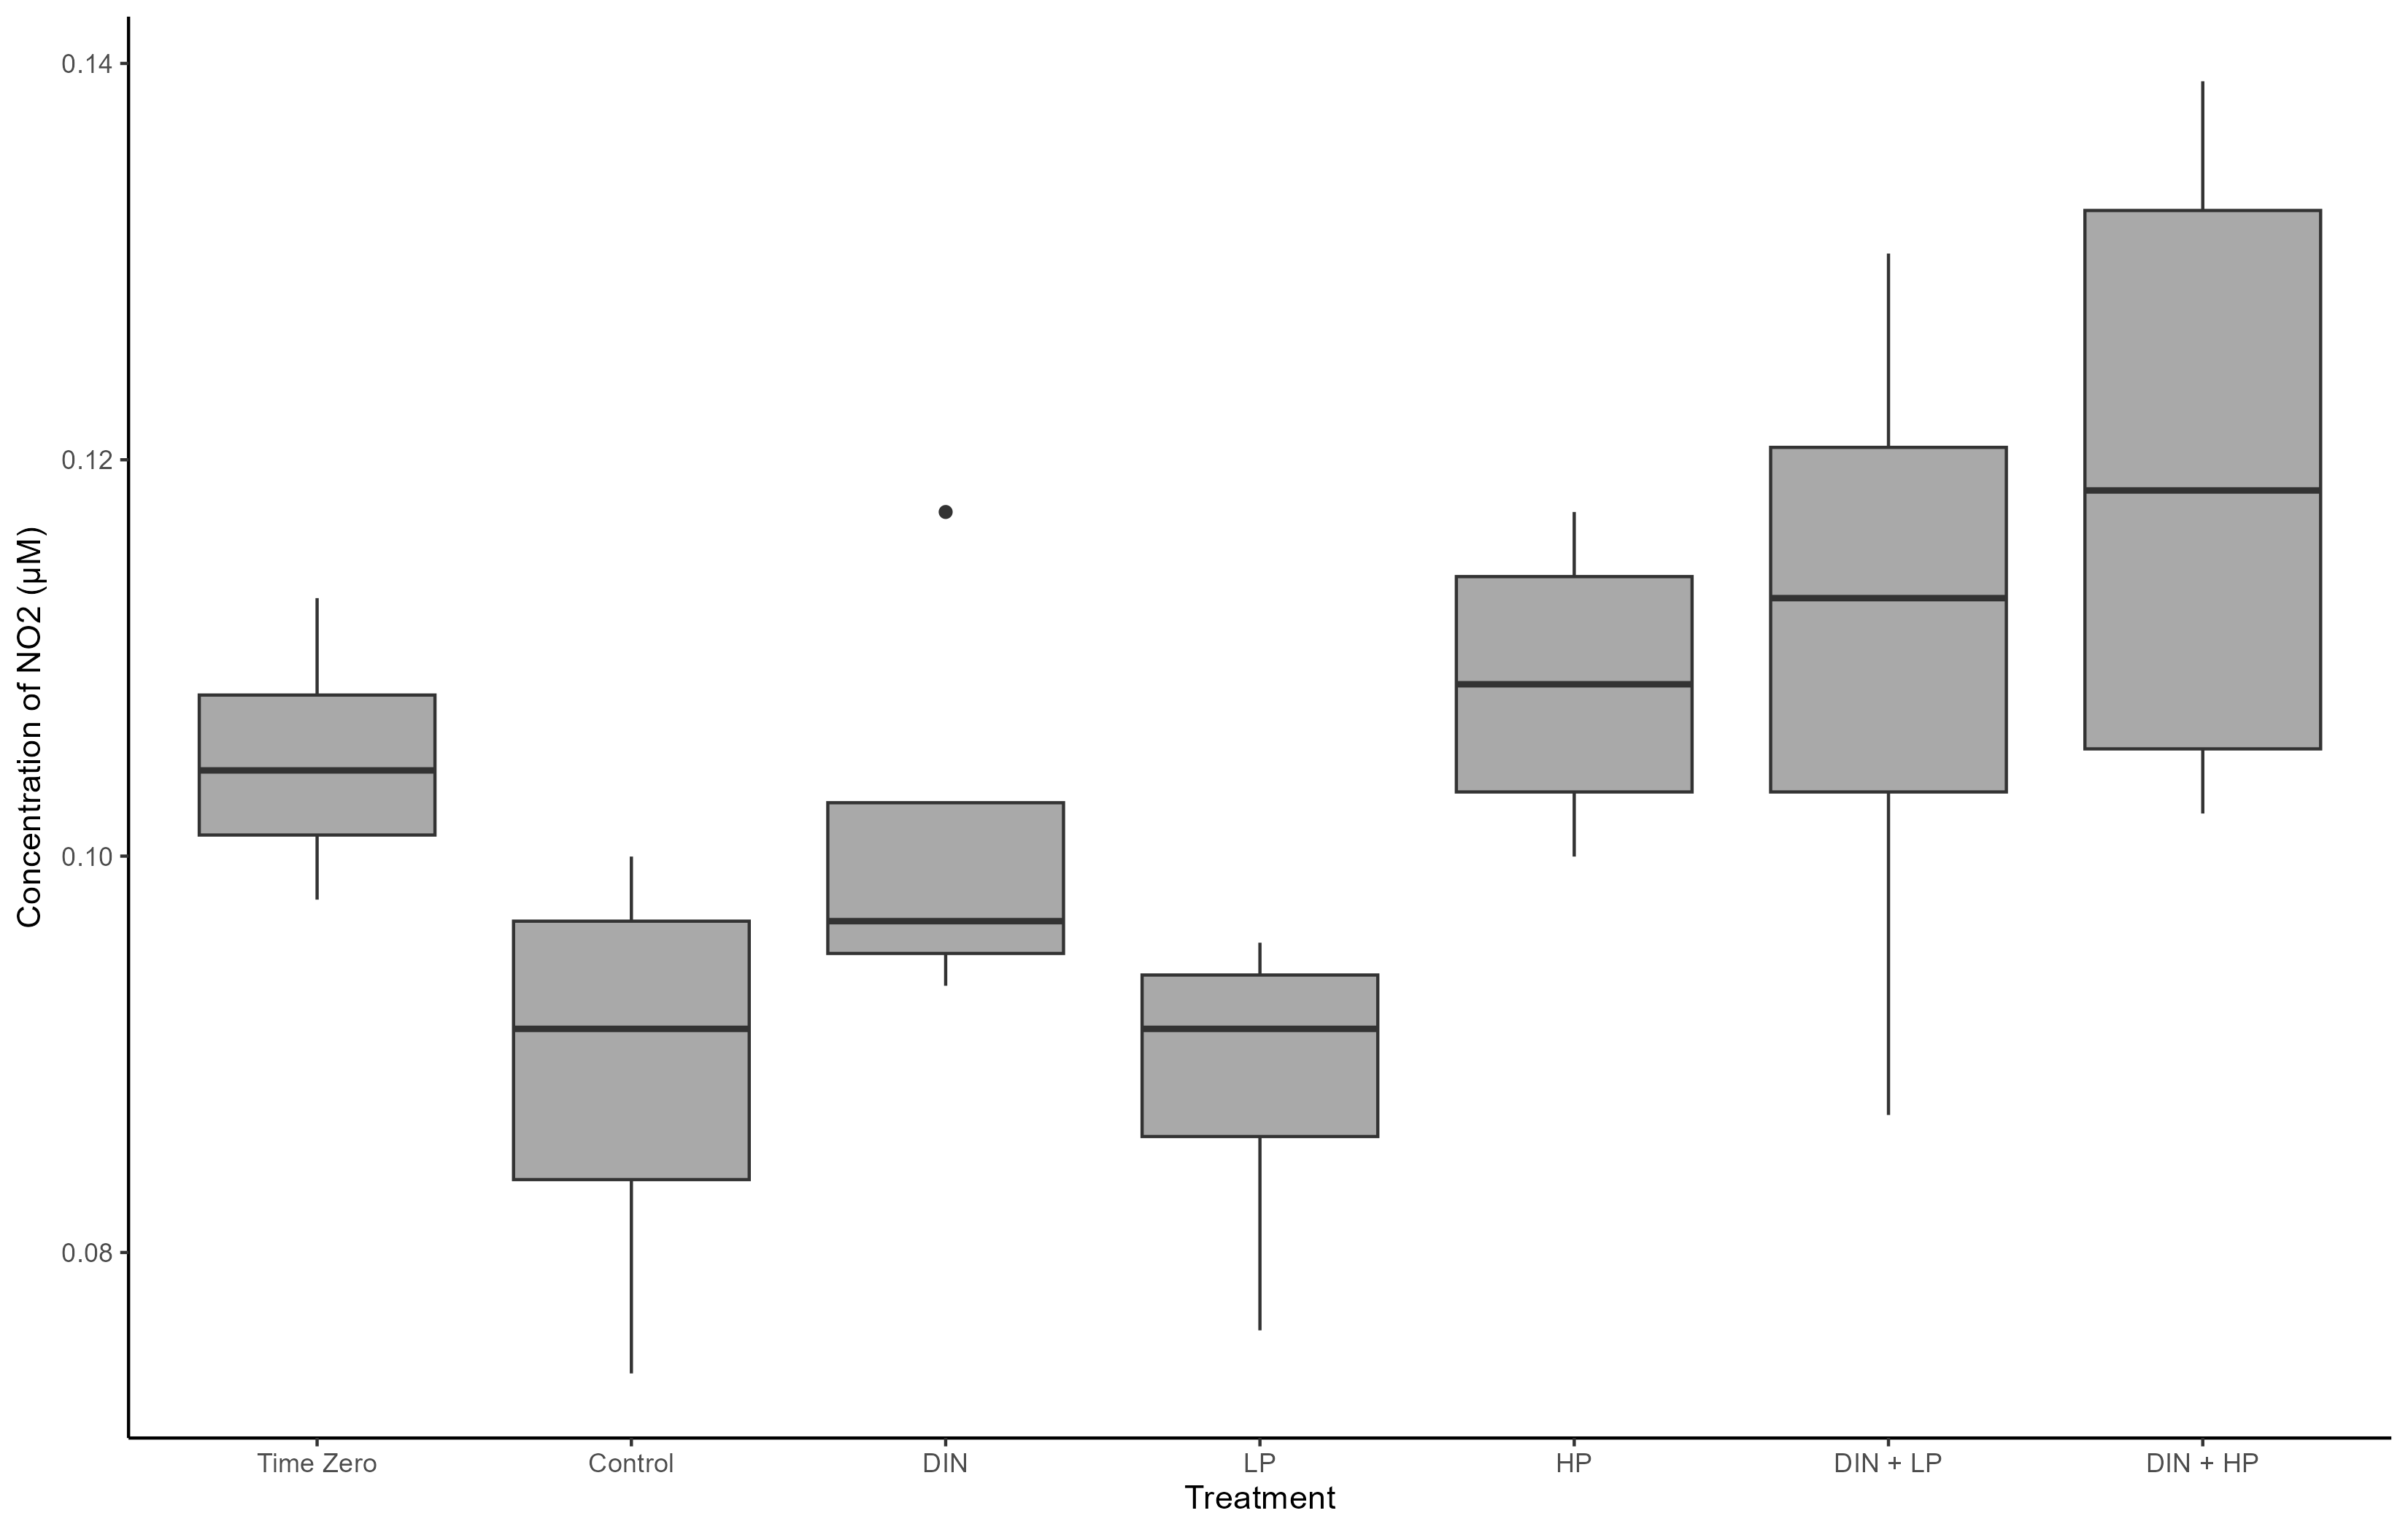 0.14
0.12
0.10
0.08
Concentration of NO2 (µM)
Time Zero Control DIN LP HP DIN + LP DIN + HP
Treatment